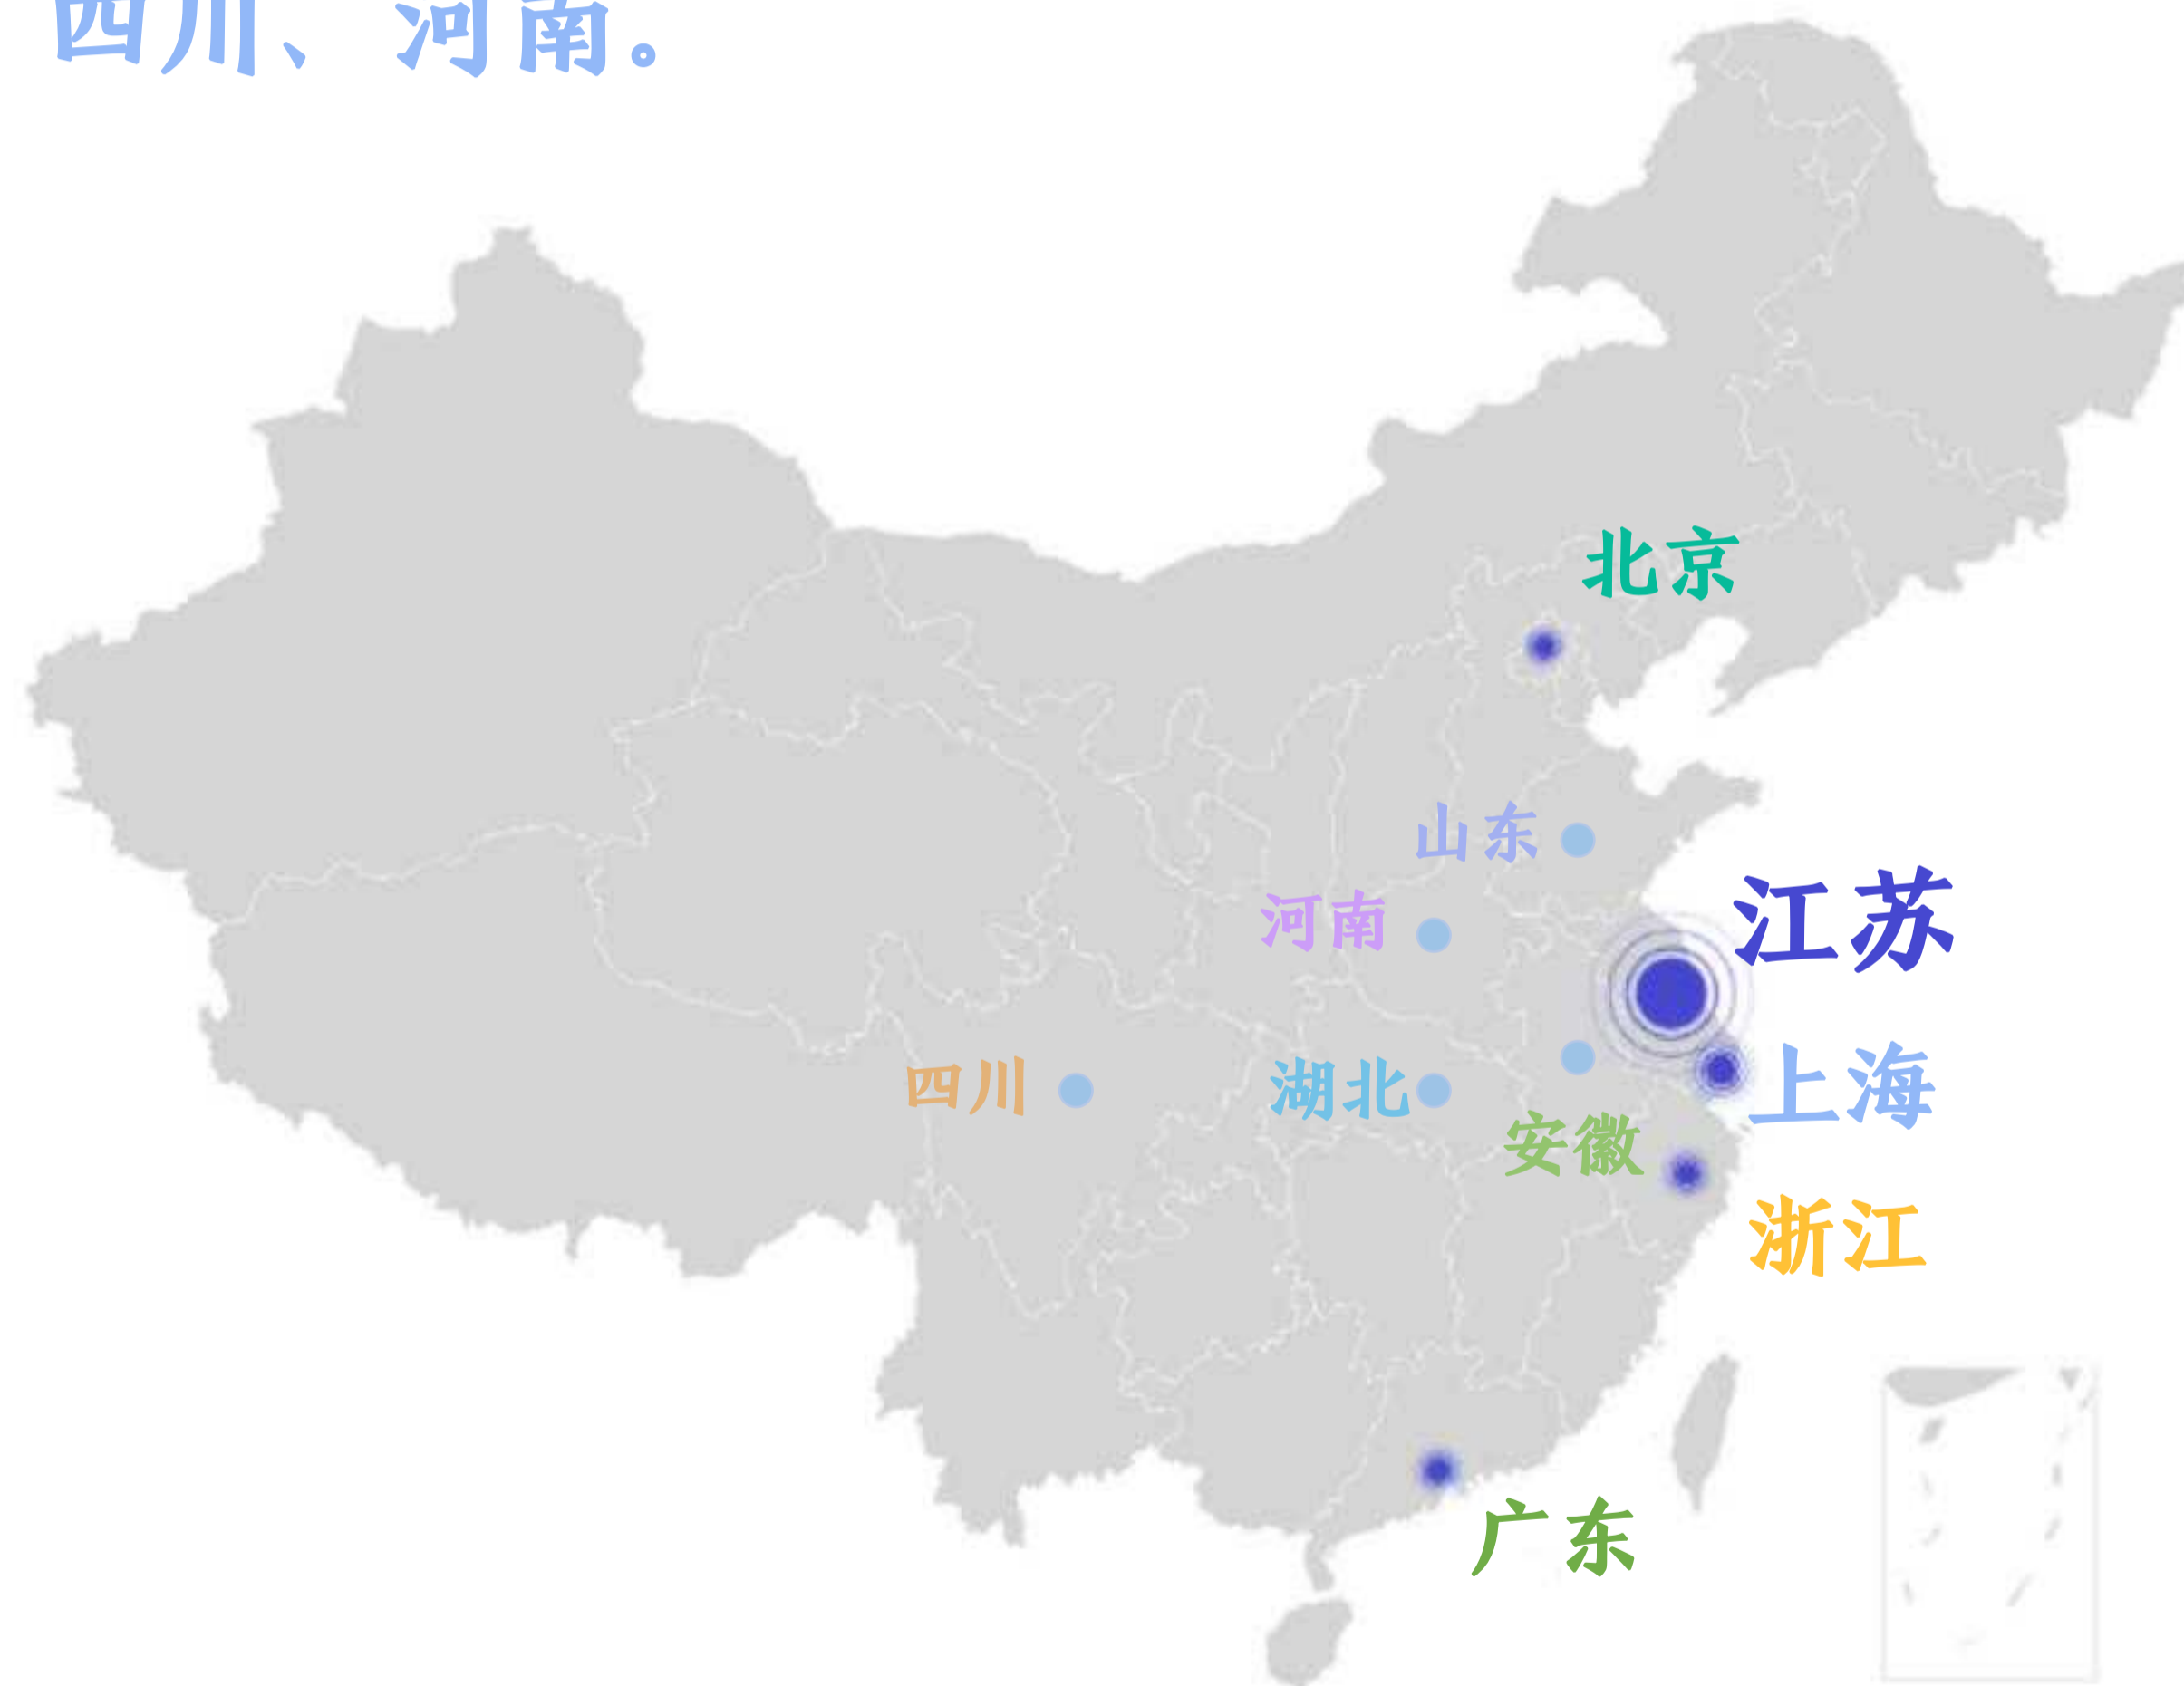 四川、河南。
北京
山东
江苏
河南
上海
四川
湖北
安徽
浙江
广东